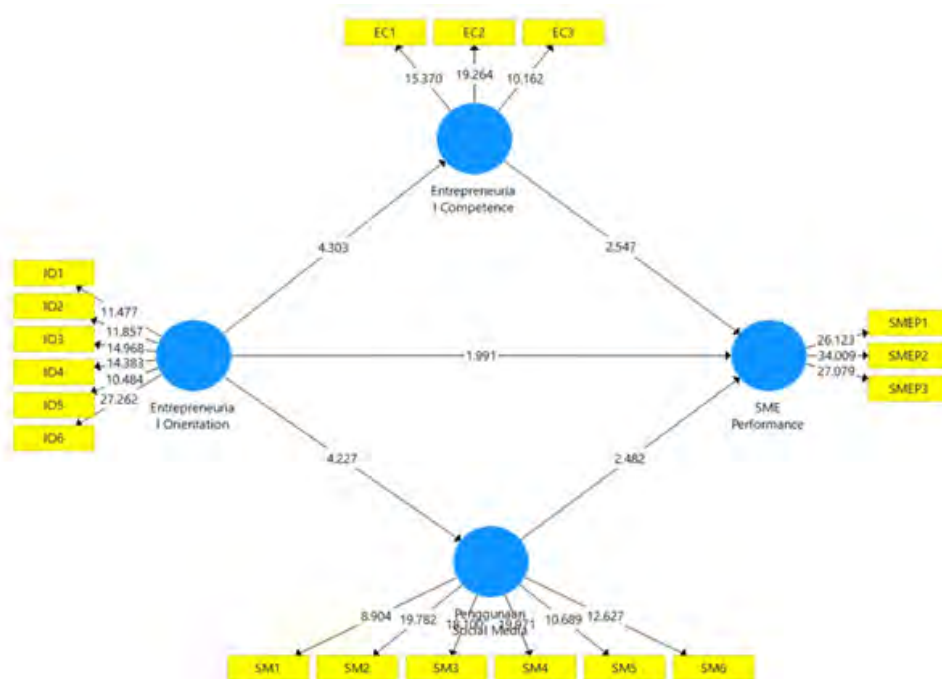 EC1 EC2 EC3
15.370 19.264 10.162
Entrepreneuria
l Competence
4.303 2.547
IO1
IO2
IO3
IO4
IO5
IO6
11.477
11.857
14.968
14.383
10.484
27.262
Entrepreneuria
l Orientation
1.991
SMEP1
SMEP2
SMEP3
26.123
34.009
27.079
SME
Performance
4.227 2.482
8.904 19.782 10.689 12.627
Penggunaan
Social Media
SM1 SM2 SM3 SM4 SM5 SM6